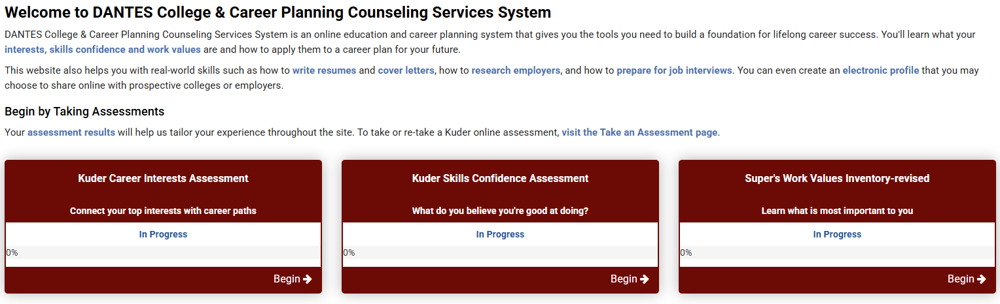 Welcome to DANTES College & Career Planning Counseling Services System
DANTES College & Career Planning Counseling Services System is an online education and career planning system that gives you the tools you need to build a foundation for lifelong career success. You'll learn what your
interests, skills confidence and work values are and how to apply them to a career plan for your future.
This website also helps you with real-world skills such as how to write resumes and cover letters, how to research employers, and how to prepare for job interviews. You can even create an electronic profile that you may
choose to share online with prospective colleges or employers.
Begin by Taking Assessments
Your assessment results will help us tailor your experience throughout the site. To take or re-take a Kuder online assessment, visit the Take an Assessment page.
Kuder Career Interests Assessment
Connect your top interests with career paths
In Progress
0%
Begin
Kuder Skills Confidence Assessment
What do you believe you're good at doing?
In Progress
0%
Begin
Super's Work Values Inventory-revised
Learn what is most important to you
In Progress
0%
Begin